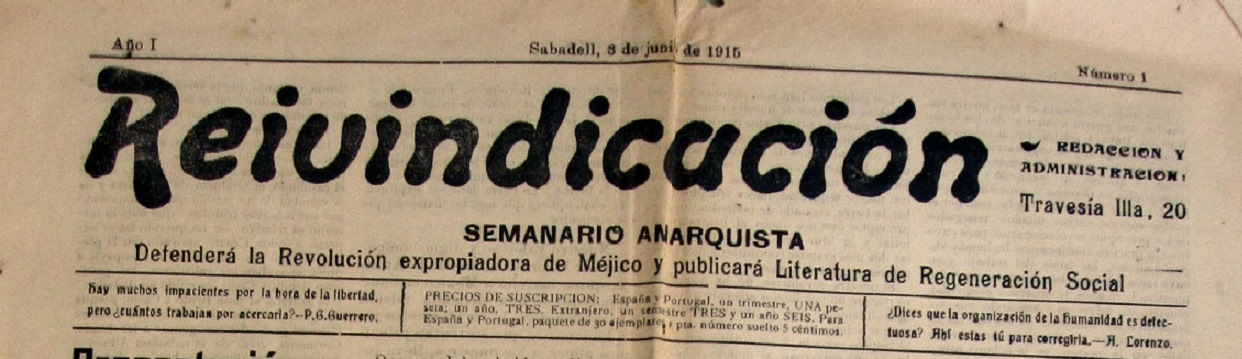 Año I
Sabadell, 8 de juni. de 1915
Número 1
Reivindicación
REDACCION Y
ADMINISTRACION:
Travesía Illa, 20
SEMANARIO ANARQUISTA
Defenderá la Revolución expropiadora de Méjico y publicará Literatura de Regeneración Social
Hay muchos impacientes por la hora de la libertad,
pero ¿cuántos trabajan por acercarla?--P. G. Guerrero.
PRECIOS DE SUSCRIPCION: España y Portugal, un trimestre, UNA pe-
seta; un año, TRES. Extranjero, un semestre TRES y un año SEIS. Para
España y Portugal, paquete de 30 ejemplares, 1 pta. número suelto 5 céntimos.
¿Dices que la organización de la Humanidad es defec-
tuosa? Ahí estas tú para corregirla.—A. Lorenzo.